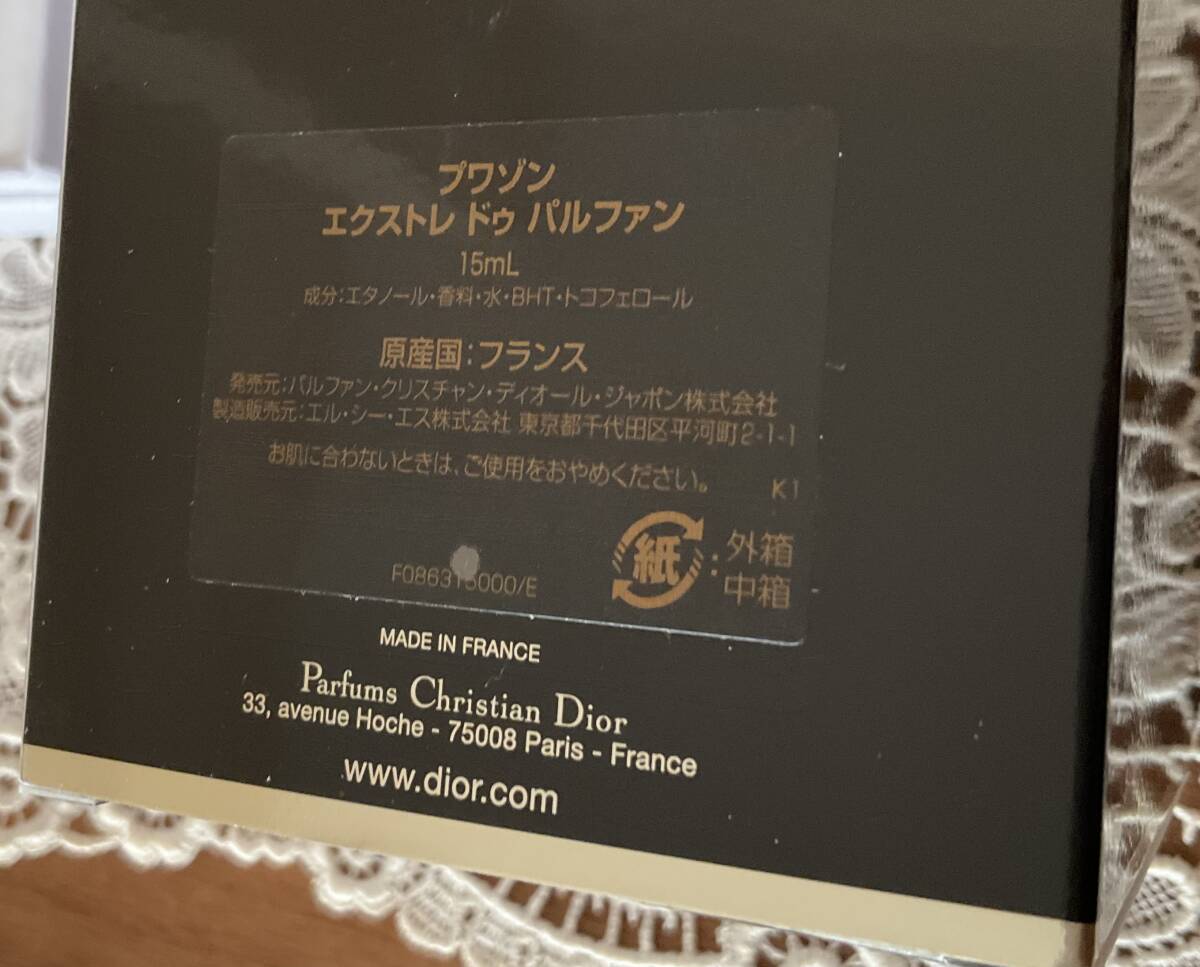 プワゾン
エクストレ ドゥ パルファン
15mL
成分:エタノール・香料・水・BHT・トコフェロール
原産国:フランス
発売元:パルファン・クリスチャン・ディオール・ジャポン株式会社
製造販売元:エル・シー・エス株式会社 東京都千代田区平河町2-1-1
お肌に合わないときは、ご使用をおやめください。 K1
紙:外箱
中箱
F086315000/E
MADE IN FRANCE
Parfums Christian Dior
33, avenue Hoche - 75008 Paris - France
www.dior.com